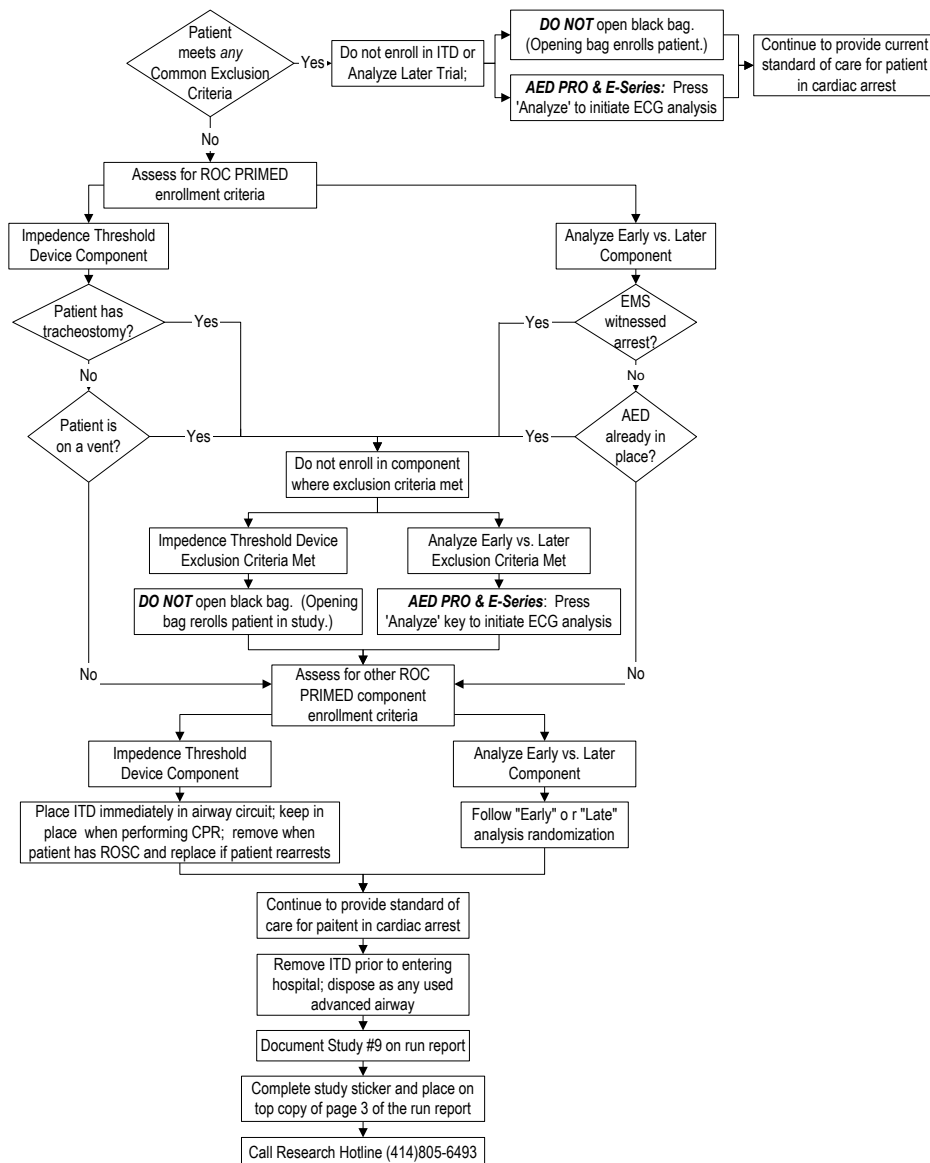 Patient
meets any
Common Exclusion
Criteria
Yes
Do not enroll in ITD or
Analyze Later Trial;
DO NOT open black bag.
(Opening bag enrolls patient.)
AED PRO & E-Series: Press
'Analyze' to initiate ECG analysis
Continue to provide current
standard of care for patient
in cardiac arrest
No
Assess for ROC PRIMED
enrollment criteria
Impedence Threshold
Device Component
Analyze Early vs. Later
Component
Patient has
tracheostomy?
Yes
Yes
EMS
witnessed
arrest?
No
No
Patient is
on a vent?
Yes
Yes
AED
already in
place?
Do not enroll in component
where exclusion criteria met
Impedence Threshold Device
Exclusion Criteria Met
Analyze Early vs. Later
Exclusion Criteria Met
DO NOT open black bag. (Opening
bag rerolls patient in study.)
AED PRO & E-Series: Press
'Analyze' key to initiate ECG analysis
No
No
Assess for other ROC
PRIMED component
enrollment criteria
Impedence Threshold
Device Component
Analyze Early vs. Later
Component
Place ITD immediately in airway circuit; keep in
place when performing CPR; remove when
patient has ROSC and replace if patient rearrests
Follow "Early" o r "Late"
analysis randomization
Continue to provide standard of
care for paitent in cardiac arrest
Remove ITD prior to entering
hospital; dispose as any used
advanced airway
Document Study #9 on run report
Complete study sticker and place on
top copy of page 3 of the run report
Call Research Hotline (414)805-6493